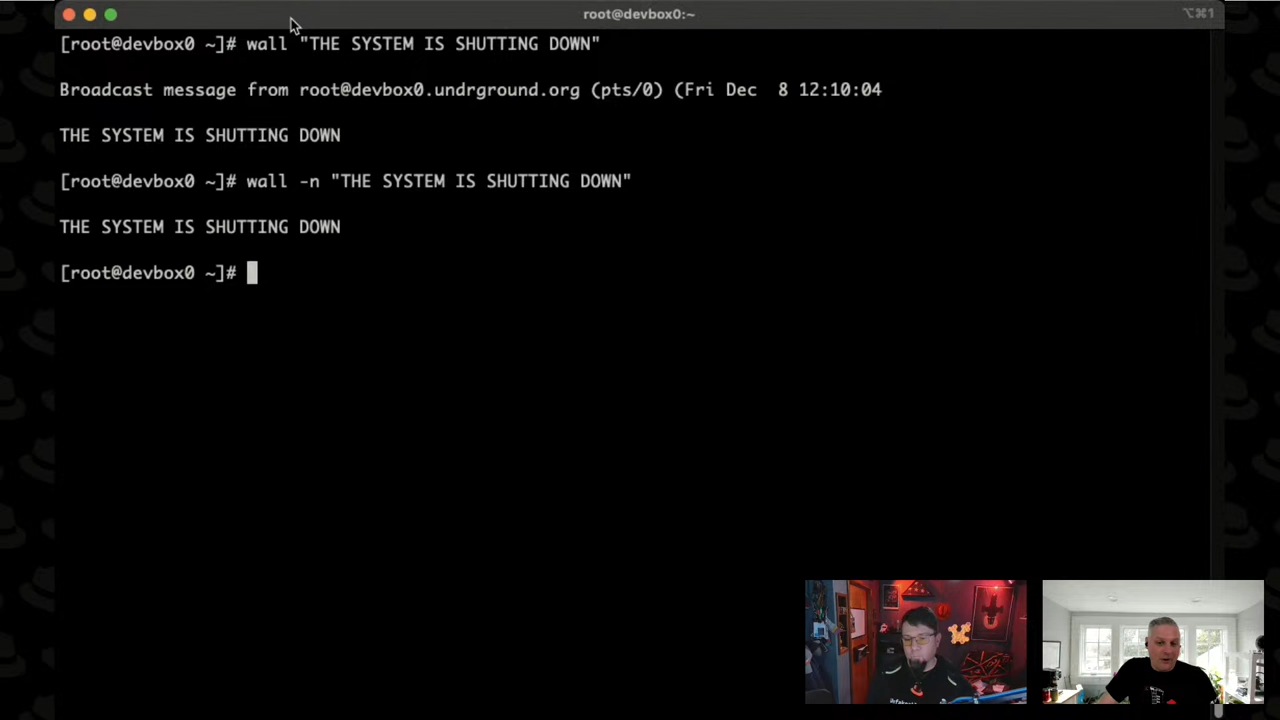 root@devbox0:~
⌥⌘1
[root@devbox0 ~]# wall "THE SYSTEM IS SHUTTING DOWN"
Broadcast message from root@devbox0.undrground.org (pts/0) (Fri Dec  8 12:10:04
THE SYSTEM IS SHUTTING DOWN
[root@devbox0 ~]# wall -n "THE SYSTEM IS SHUTTING DOWN"
THE SYSTEM IS SHUTTING DOWN
[root@devbox0 ~]#